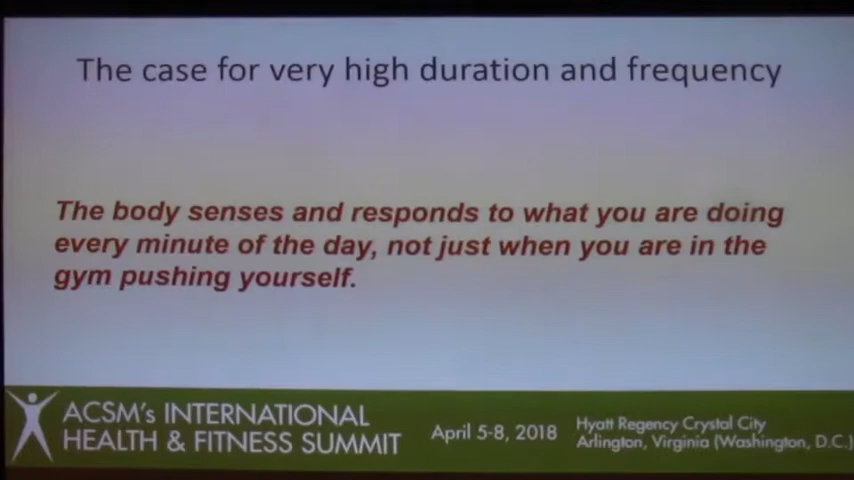 The case for very high duration and frequency
The body senses and responds to what you are doing
every minute of the day, not just when you are in the
gym pushing yourself.
ACSM's INTERNATIONAL
HEALTH & FITNESS SUMMIT
April 5-8, 2018
Hyatt Regency Crystal City
Arlington, Virginia (Washington, D.C.)